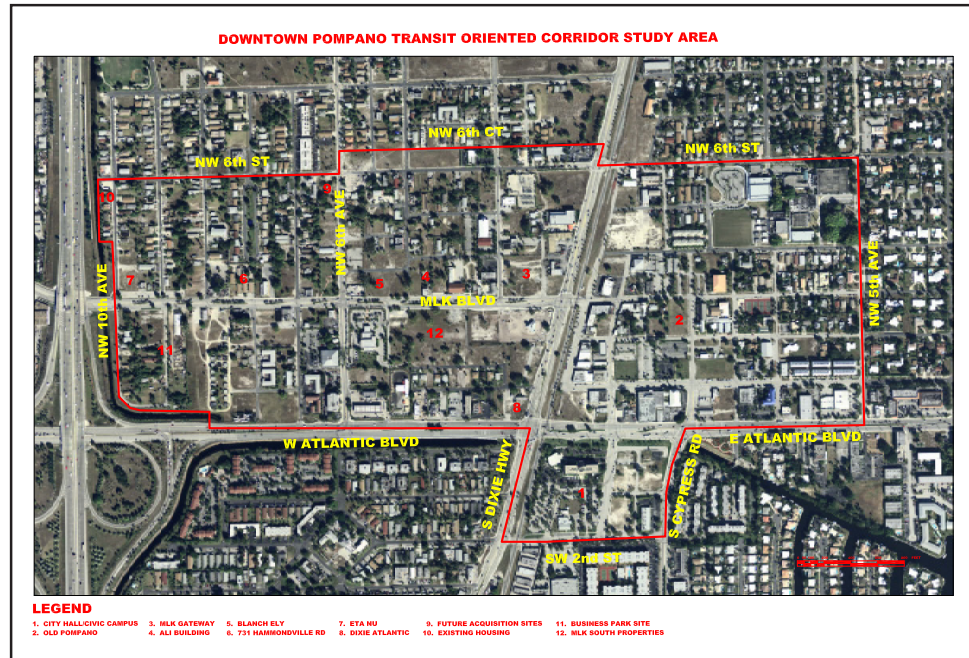 DOWNTOWN POMPANO TRANSIT ORIENTED CORRIDOR STUDY AREA
NW 6th CT
NW 6th ST
NW 6th ST
10
9
NW 6th AVE
NW 5th AVE
7
6
5
4
3
MLK BLVD
NW 10th AVE
2
12
11
8
W ATLANTIC BLVD
E ATLANTIC BLVD
S DIXIE HWY
S CYPRESS RD
1
SW 2nd ST
LEGEND
1. CITY HALL/CIVIC CAMPUS 3. MLK GATEWAY 5. BLANCH ELY 7. ETA NU 9. FUTURE ACQUISITION SITES 11. BUSINESS PARK SITE
2. OLD POMPANO 4. ALI BUILDING 6. 731 HAMMONDVILLE RD 8. DIXIE ATLANTIC 10. EXISTING HOUSING 12. MLK SOUTH PROPERTIES